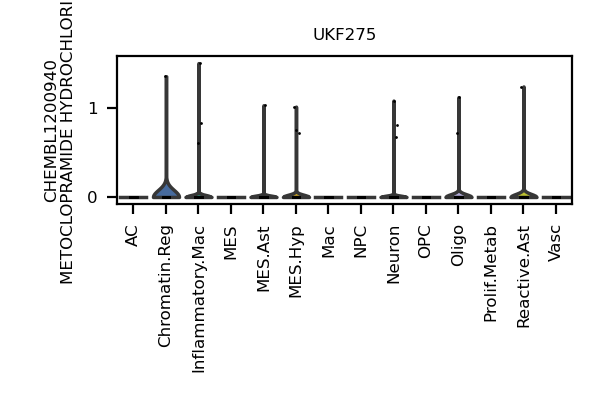 UKF275
CHEMBL1200940
METOCLOPRAMIDE HYDROCHLORI
1
0
AC
Chromatin.Reg
Inflammatory.Mac
MES
MES.Ast
MES.Hyp
Mac
NPC
Neuron
OPC
Oligo
Prolif.Metab
Reactive.Ast
Vasc